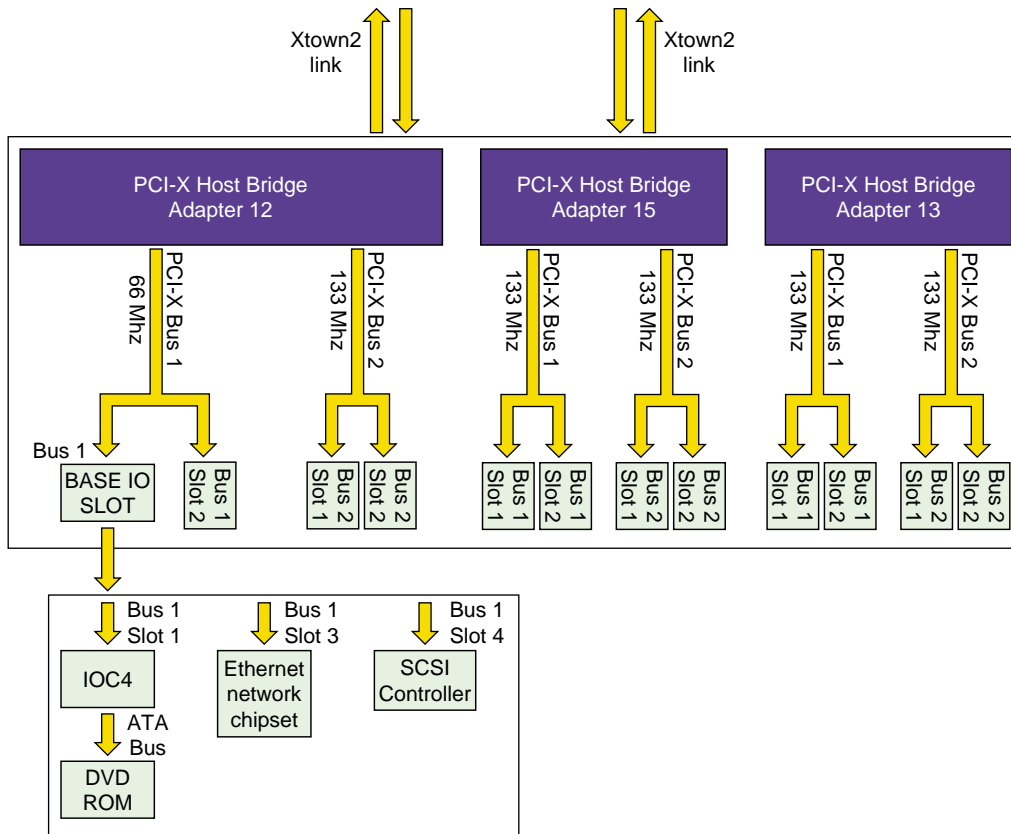 Xtown2
link
Xtown2
link
PCI-X Host Bridge
Adapter 12
PCI-X Host Bridge
Adapter 15
PCI-X Host Bridge
Adapter 13
PCI-X Bus 1
66 Mhz
PCI-X Bus 2
133 Mhz
PCI-X Bus 1
133 Mhz
PCI-X Bus 2
133 Mhz
PCI-X Bus 1
133 Mhz
PCI-X Bus 2
133 Mhz
Bus 1
BASE IO
SLOT
Bus 1
Slot 2
Bus 2
Slot 1
Bus 2
Slot 2
Bus 1
Slot 1
Bus 1
Slot 2
Bus 2
Slot 1
Bus 2
Slot 2
Bus 1
Slot 1
Bus 1
Slot 2
Bus 2
Slot 1
Bus 2
Slot 2
Bus 1
Slot 1
Bus 1
Slot 3
Bus 1
Slot 4
IOC4
Ethernet
network
chipset
SCSI
Controller
ATA
Bus
DVD
ROM